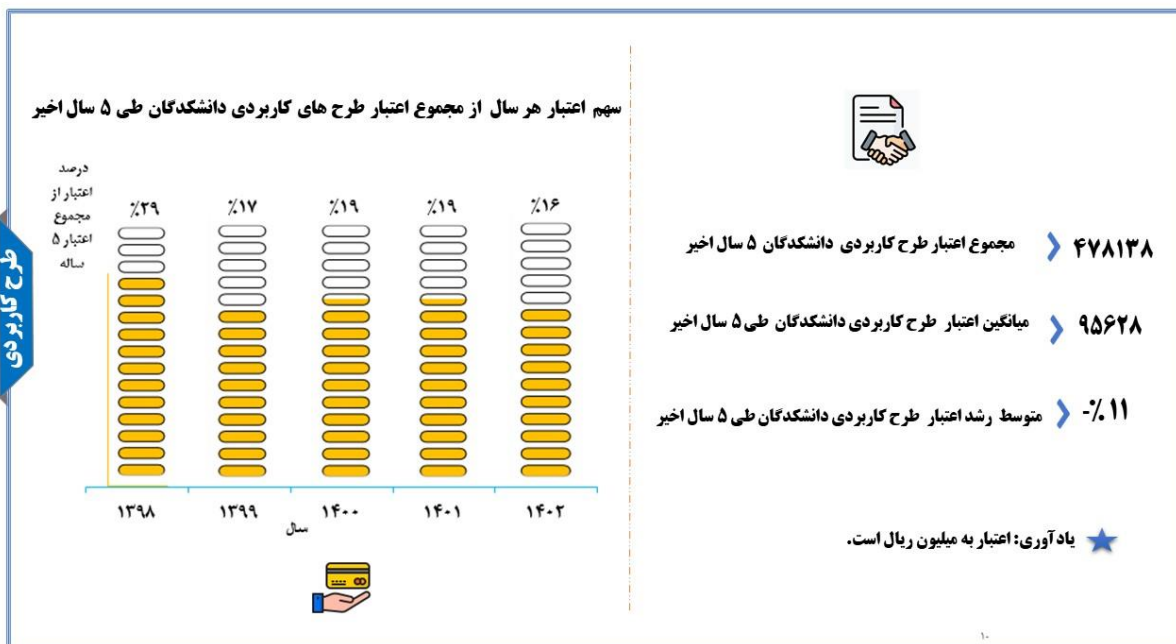 طرح کاربردی
۴۷۸۱۳۸ مجموع اعتبار طرح کاربردی دانشکدگان ۵ سال اخیر
۹۵۶۲۸ میانگین اعتبار طرح کاربردی دانشکدگان طی ۵ سال اخیر
-٪۱۱ متوسط رشد اعتبار طرح کاربردی دانشکدگان طی ۵ سال اخیر
یادآوری: اعتبار به میلیون ریال است.
سهم اعتبار هر سال از مجموع اعتبار طرح های کاربردی دانشکدگان طی ۵ سال اخیر
درصد
اعتبار از
مجموع
اعتبار ۵
ساله
٪۲۹ ٪۱۷ ٪۱۹ ٪۱۹ ٪۱۶
۱۳۹۸ ۱۳۹۹ ۱۴۰۰ ۱۴۰۱ ۱۴۰۲
سال
۱۰